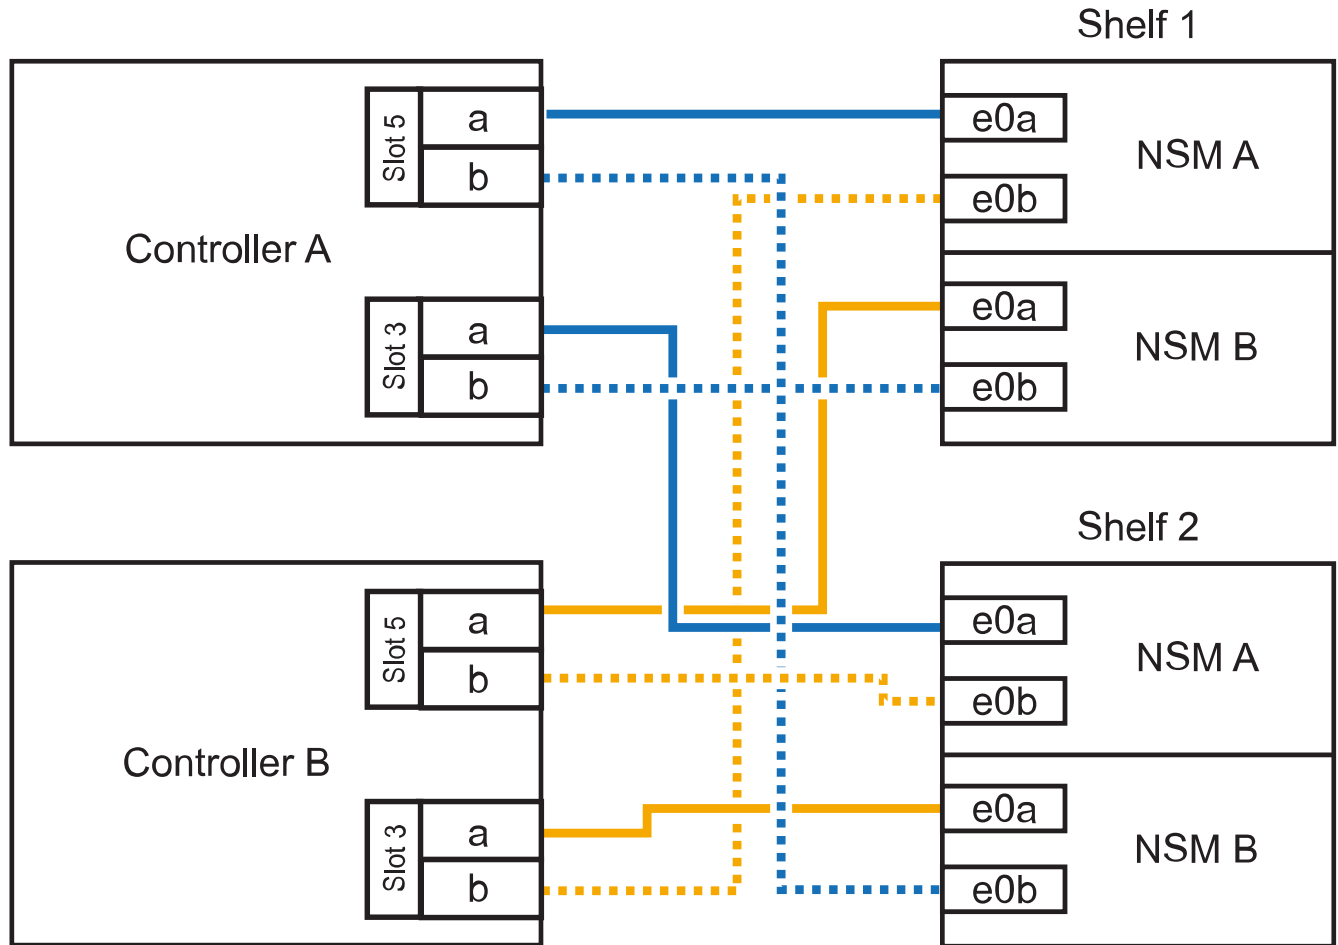 Shelf 1
Controller A
Slot 5
a
b
Slot 3
a
b
e0a
e0b
NSM A
e0a
e0b
NSM B
Shelf 2
Controller B
Slot 5
a
b
Slot 3
a
b
e0a
e0b
NSM A
e0a
e0b
NSM B